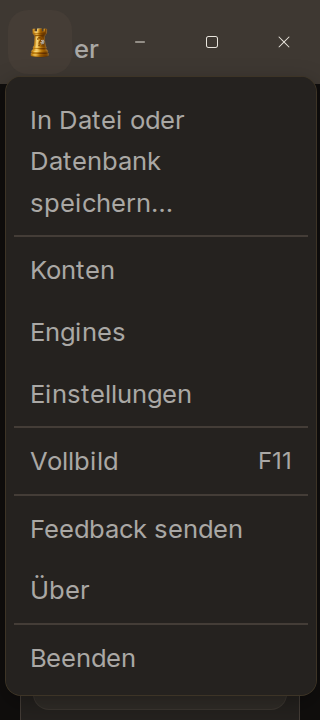 er
In Datei oder
Datenbank
speichern...
Konten
Engines
Einstellungen
Vollbild F11
Feedback senden
Über
Beenden